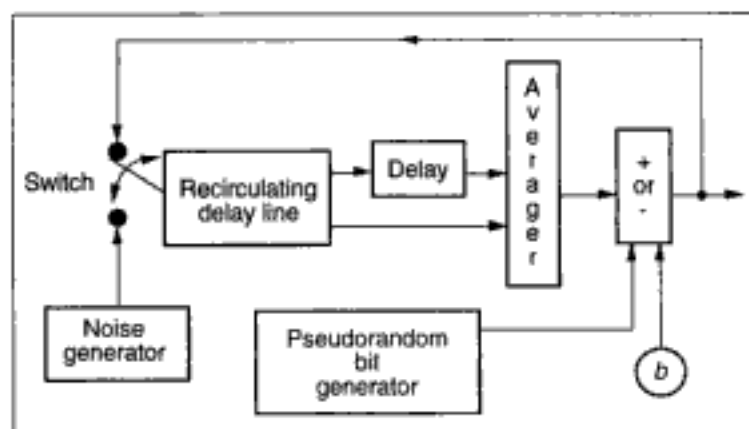 Switch
Recirculating
delay line
Delay
A
v
e
r
a
g
e
r
+
or
-
Noise
generator
Pseudorandom
bit
generator
b